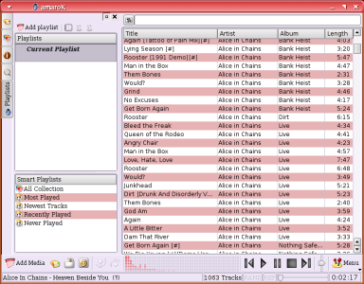 amaroK
Add playlist
Playlists
Current Playlist
Playlists
Smart Playlists
All Collection
Most Played
Newest Tracks
Recently Played
Never Played
Title Artist Album Length
Again [Tattoo of Pain Mix][#] Alice in Chains Bank Heist 4:03
Lying Season [#] Alice in Chains Bank Heist 3:20
Rooster [1991 Demo][#] Alice in Chains Bank Heist 5:47
Man in the Box Alice in Chains Bank Heist 4:47
Them Bones Alice in Chains Bank Heist 2:31
Would? Alice in Chains Bank Heist 3:28
Grind Alice in Chains Bank Heist 4:46
No Excuses Alice in Chains Bank Heist 4:17
Get Born Again Alice in Chains Bank Heist 5:24
Rooster Alice in Chains Dirt 6:15
Bleed the Freak Alice in Chains Live 4:34
Queen of the Rodeo Alice in Chains Live 4:41
Angry Chair Alice in Chains Live 4:23
Man in the Box Alice in Chains Live 4:57
Love, Hate, Love Alice in Chains Live 7:47
Rooster Alice in Chains Live 6:48
Would? Alice in Chains Live 3:49
Junkhead Alice in Chains Live 5:21
Dirt [Drunk And Disorderly V... Alice in Chains Live 5:23
Them Bones Alice in Chains Live 2:40
God Am Alice in Chains Live 3:59
Again Alice in Chains Live 4:24
A Little Bitter Alice in Chains Live 3:52
Dam That River Alice in Chains Live 3:33
Get Born Again [#] Alice in Chains Nothing Safe... 5:28
Add Media
Menu
Alice In Chains - Heaven Beside You
1063 Tracks
0:02:17